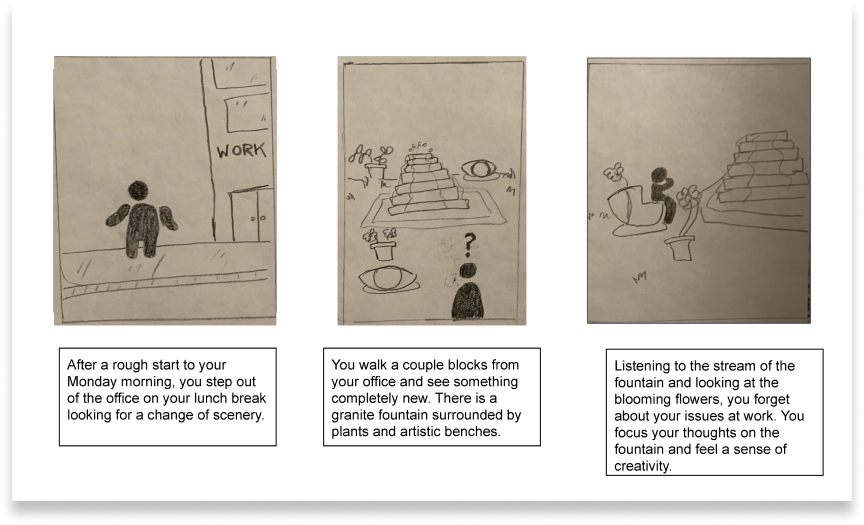 WORK
?
After a rough start to your
Monday morning, you step out
of the office on your lunch break
looking for a change of scenery.
You walk a couple blocks from
your office and see something
completely new. There is a
granite fountain surrounded by
plants and artistic benches.
Listening to the stream of the
fountain and looking at the
blooming flowers, you forget
about your issues at work. You
focus your thoughts on the
fountain and feel a sense of
creativity.